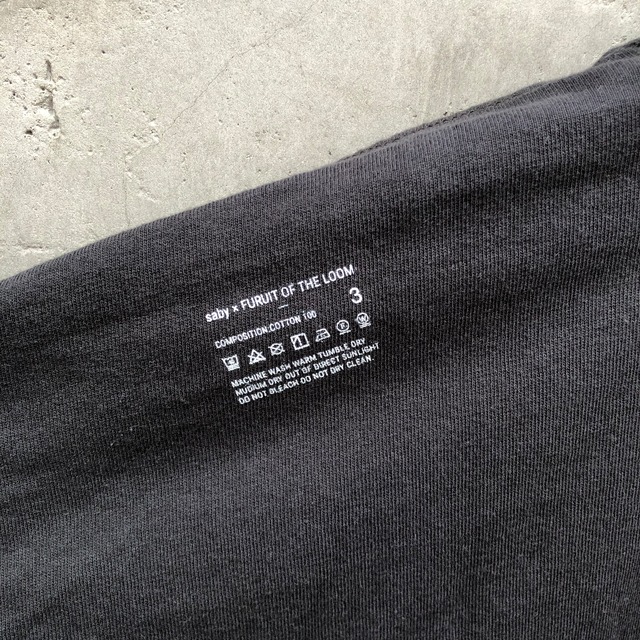 saby x FURUIT OF THE LOOM
3
COMPOSITION:COTTON 100
MACHINE WASH WARM TUMBLE DRY
MUDIUM.DRY OUT OF DIRECT SUNLIGHT
DO NOT BLEACH DO NOT DRY CLEAN.